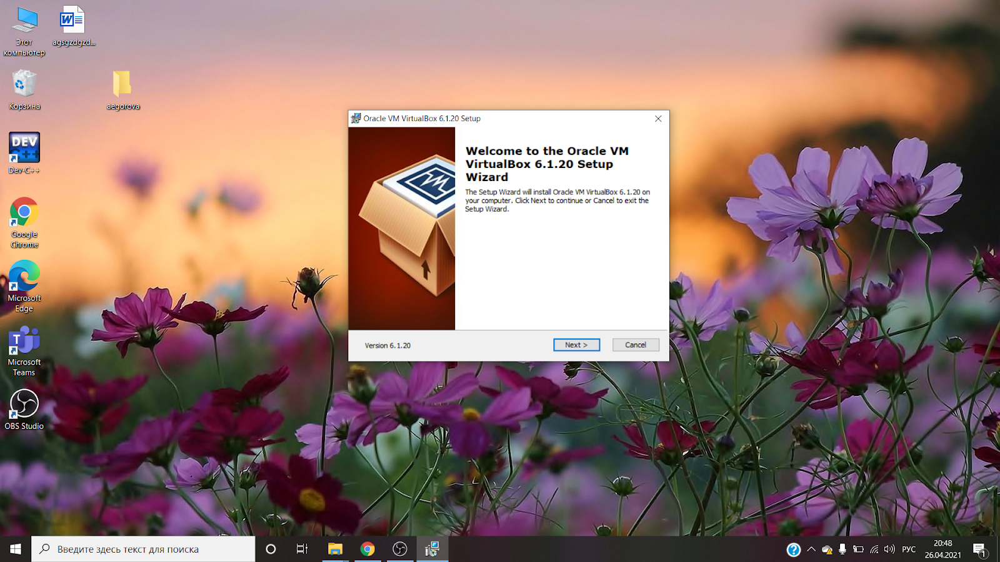 Этот
компьютер
agsgzdgzd...
Корзина
aegorova
DEV
C++
Dev-C++
Google
Chrome
Microsoft
Edge
T
Microsoft
Teams
OBS Studio
Oracle VM VirtualBox 6.1.20 Setup
Welcome to the Oracle VM
VirtualBox 6.1.20 Setup
Wizard
The Setup Wizard will install Oracle VM VirtualBox 6.1.20 on
your computer. Click Next to continue or Cancel to exit the
Setup Wizard.
Version 6.1.20
Next >
Cancel
Введите здесь текст для поиска
РУС
20:48
26.04.2021
1